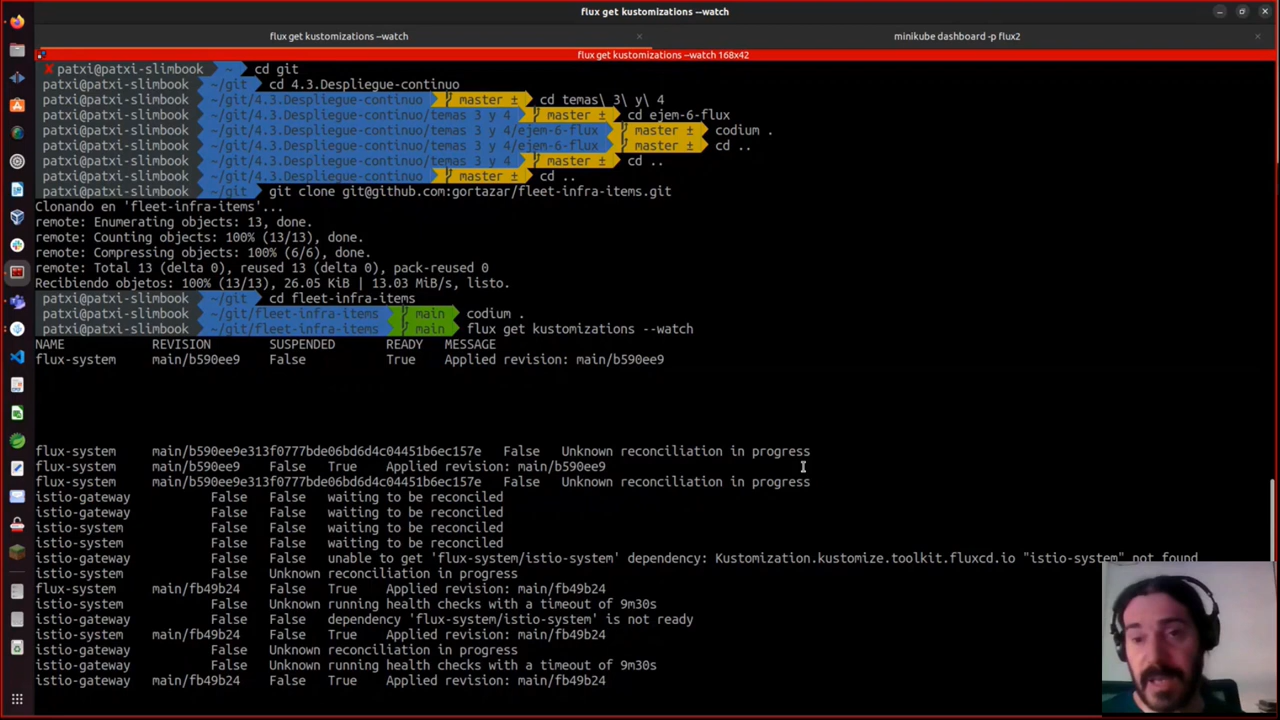 flux get kustomizations --watch
flux get kustomizations --watch
minikube dashboard -p flux2
flux get kustomizations --watch 168x42
✘ patxi@patxi-slimbook ~ cd git
patxi@patxi-slimbook ~/git cd 4.3.Despliegue-continuo
patxi@patxi-slimbook ~/git/4.3.Despliegue-continuo master ± cd temas\ 3\ y\ 4
patxi@patxi-slimbook ~/git/4.3.Despliegue-continuo/temas 3 y 4 master ± cd ejem-6-flux
patxi@patxi-slimbook ~/git/4.3.Despliegue-continuo/temas 3 y 4/ejem-6-flux master ± codium .
patxi@patxi-slimbook ~/git/4.3.Despliegue-continuo/temas 3 y 4/ejem-6-flux master ± cd ..
patxi@patxi-slimbook ~/git/4.3.Despliegue-continuo/temas 3 y 4 master ± cd ..
patxi@patxi-slimbook ~/git/4.3.Despliegue-continuo master ± cd ..
patxi@patxi-slimbook ~/git git clone git@github.com:gortazar/fleet-infra-items.git
Clonando en 'fleet-infra-items'...
remote: Enumerating objects: 13, done.
remote: Counting objects: 100% (13/13), done.
remote: Compressing objects: 100% (6/6), done.
remote: Total 13 (delta 0), reused 13 (delta 0), pack-reused 0
Recibiendo objetos: 100% (13/13), 26.05 KiB | 13.03 MiB/s, listo.
patxi@patxi-slimbook ~/git cd fleet-infra-items
patxi@patxi-slimbook ~/git/fleet-infra-items main codium .
patxi@patxi-slimbook ~/git/fleet-infra-items main flux get kustomizations --watch
NAME REVISION SUSPENDED READY MESSAGE
flux-system main/b590ee9 False True Applied revision: main/b590ee9
flux-system main/b590ee9e313f0777bde06bd6d4c04451b6ec157e False Unknown reconciliation in progress
flux-system main/b590ee9 False True Applied revision: main/b590ee9
flux-system main/b590ee9e313f0777bde06bd6d4c04451b6ec157e False Unknown reconciliation in progress
istio-gateway False False waiting to be reconciled
istio-gateway False False waiting to be reconciled
istio-system False False waiting to be reconciled
istio-system False False waiting to be reconciled
istio-gateway False False unable to get 'flux-system/istio-system' dependency: Kustomization.kustomize.toolkit.fluxcd.io "istio-system" not found
istio-system False Unknown reconciliation in progress
flux-system main/fb49b24 False True Applied revision: main/fb49b24
istio-system False Unknown running health checks with a timeout of 9m30s
istio-gateway False False dependency 'flux-system/istio-system' is not ready
istio-system main/fb49b24 False True Applied revision: main/fb49b24
istio-gateway False Unknown reconciliation in progress
istio-gateway False Unknown running health checks with a timeout of 9m30s
istio-gateway main/fb49b24 False True Applied revision: main/fb49b24